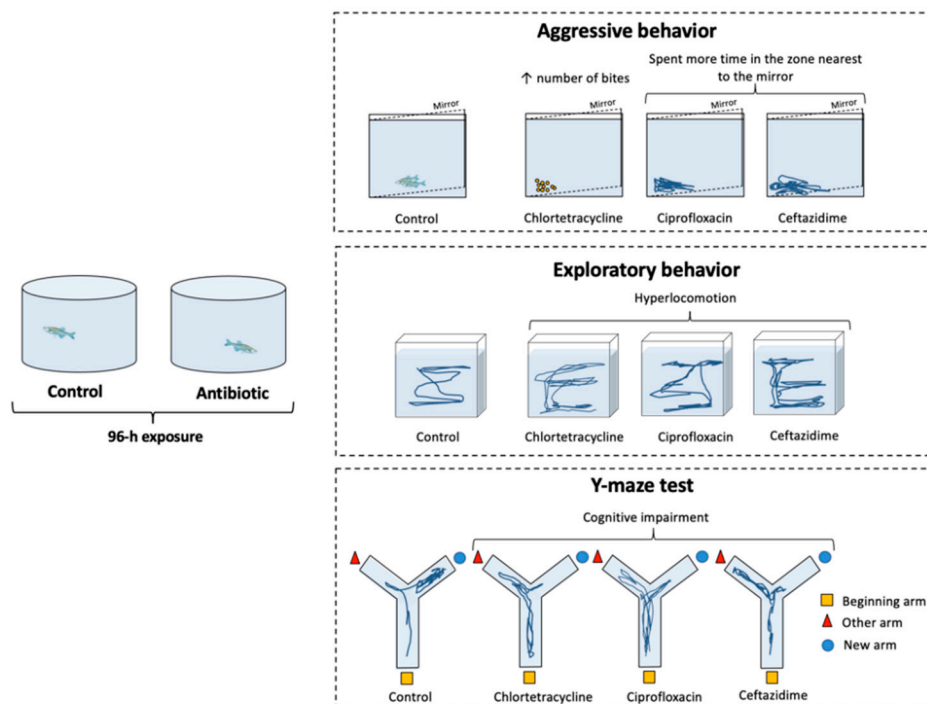 Aggressive behavior
↑ number of bites
Spent more time in the zone nearest
to the mirror
Mirror
Mirror
Mirror
Mirror
Control
Chlortetracycline
Ciprofloxacin
Ceftazidime
Control
Antibiotic
96-h exposure
Exploratory behavior
Hyperlocomotion
Control
Chlortetracycline
Ciprofloxacin
Ceftazidime
Y-maze test
Cognitive impairment
Beginning arm
Other arm
New arm
Control
Chlortetracycline
Ciprofloxacin
Ceftazidime